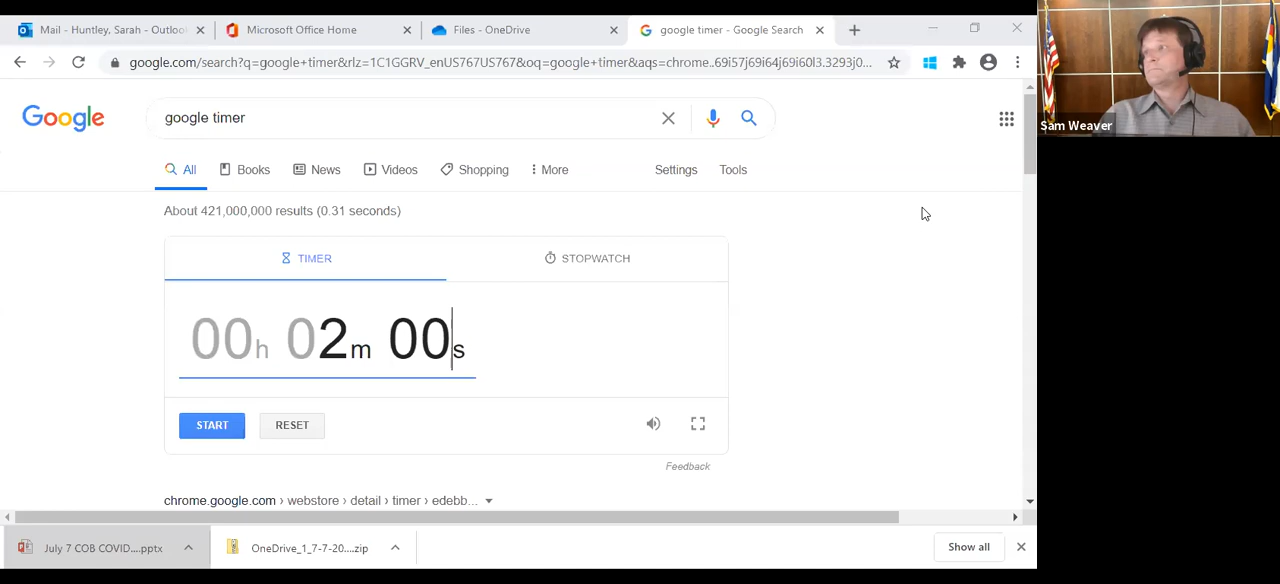 Mail - Huntley, Sarah - Outloo
Microsoft Office Home
Files - OneDrive
google timer - Google Search
google.com/search?q=google+timer&rlz=1C1GGRV_enUS767US767&oq=google+timer&aqs=chrome..69i57j69i64j69i60l3.3293j0...
Google
google timer
All
Books
News
Videos
Shopping
More
Settings
Tools
About 421,000,000 results (0.31 seconds)
TIMER
STOPWATCH
00h 02m 00s
START
RESET
Feedback
chrome.google.com › webstore › detail › timer › edebb...
July 7 COB COVID....pptx
OneDrive_1_7-7-20....zip
Show all
Sam Weaver